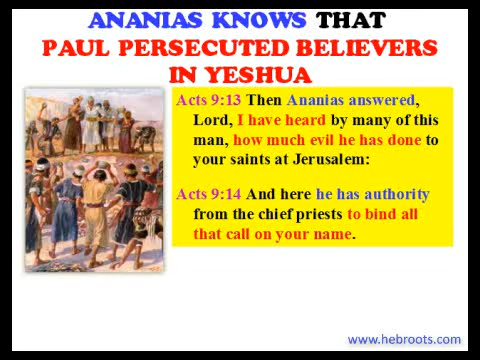 ANANIAS KNOWS THAT
PAUL PERSECUTED BELIEVERS
IN YESHUA
Acts 9:13 Then Ananias answered,
Lord, I have heard by many of this
man, how much evil he has done to
your saints at Jerusalem:
Acts 9:14 And here he has authority
from the chief priests to bind all
that call on your name.
www.hebroots.com